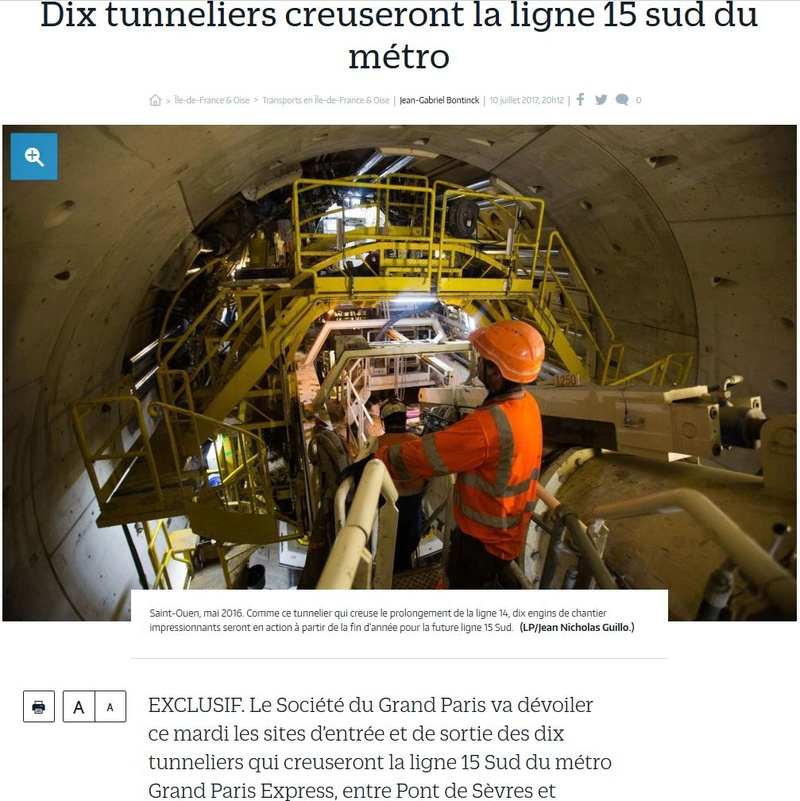 Dix tunneliers creuseront la ligne 15 sud du
métro
> Île-de-France & Oise > Transports en Île-de-France & Oise | Jean-Gabriel Bontinck | 10 juillet 2017, 20h12 | 0
1250
Saint-Ouen, mai 2016. Comme ce tunnelier qui creuse le prolongement de la ligne 14, dix engins de chantier
impressionnants seront en action à partir de la fin d'année pour la future ligne 15 Sud. (LP/Jean Nicholas Guillo.)
A A
EXCLUSIF. Le Société du Grand Paris va dévoiler
ce mardi les sites d'entrée et de sortie des dix
tunneliers qui creuseront la ligne 15 Sud du métro
Grand Paris Express, entre Pont de Sèvres et